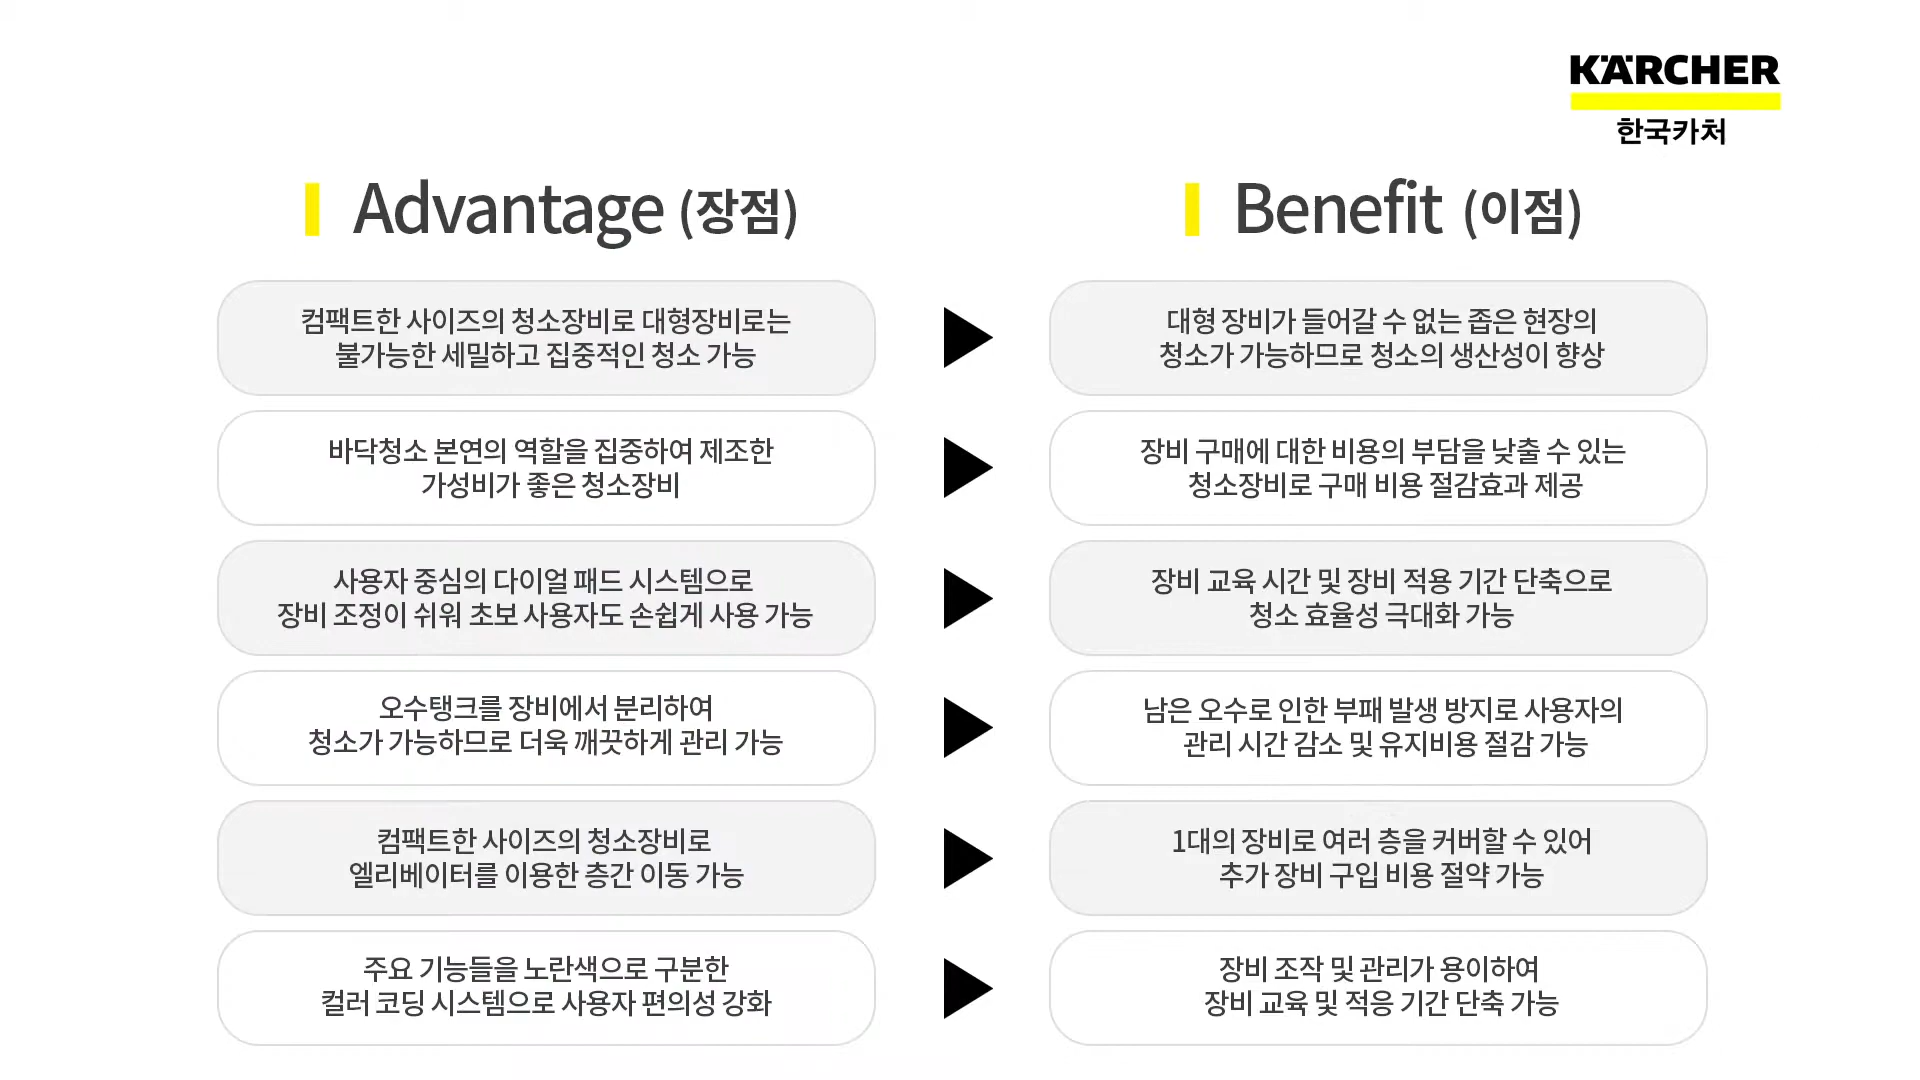 KÄRCHER
한국카처
Advantage (장점)
Benefit (이점)
컴팩트한 사이즈의 청소장비로 대형장비로는
불가능한 세밀하고 집중적인 청소 가능
대형 장비가 들어갈 수 없는 좁은 현장의
청소가 가능하므로 청소의 생산성이 향상
바닥청소 본연의 역할을 집중하여 제조한
가성비가 좋은 청소장비
장비 구매에 대한 비용의 부담을 낮출 수 있는
청소장비로 구매 비용 절감효과 제공
사용자 중심의 다이얼 패드 시스템으로
장비 조정이 쉬워 초보 사용자도 손쉽게 사용 가능
장비 교육 시간 및 장비 적용 기간 단축으로
청소 효율성 극대화 가능
오수탱크를 장비에서 분리하여
청소가 가능하므로 더욱 깨끗하게 관리 가능
남은 오수로 인한 부패 발생 방지로 사용자의
관리 시간 감소 및 유지비용 절감 가능
컴팩트한 사이즈의 청소장비로
엘리베이터를 이용한 층간 이동 가능
1대의 장비로 여러 층을 커버할 수 있어
추가 장비 구입 비용 절약 가능
주요 기능들을 노란색으로 구분한
컬러 코딩 시스템으로 사용자 편의성 강화
장비 조작 및 관리가 용이하여
장비 교육 및 적응 기간 단축 가능